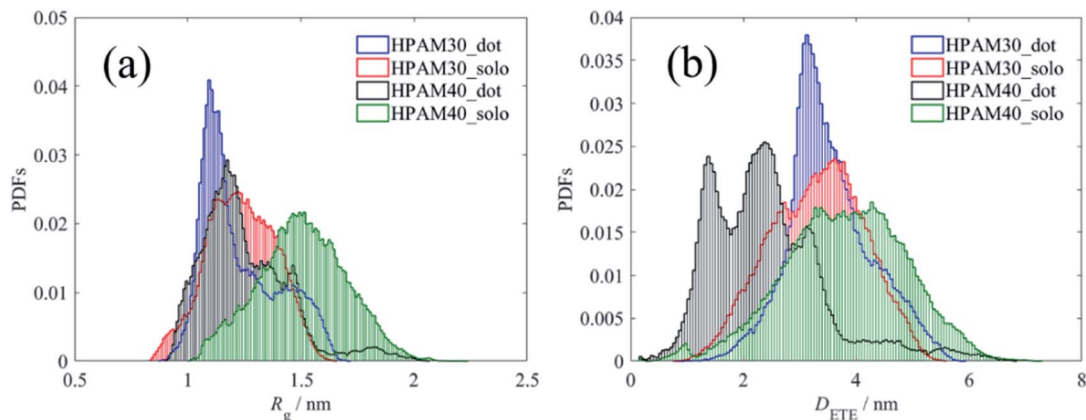 0.05
0.04
0.03
0.02
0.01
0
PDFs
(a)
HPAM30_dot
HPAM30_solo
HPAM40_dot
HPAM40_solo
0.5
1
1.5
2
2.5
Rg / nm
0.04
0.035
0.03
0.025
0.02
0.015
0.01
0.005
0
PDFs
(b)
HPAM30_dot
HPAM30_solo
HPAM40_dot
HPAM40_solo
0
2
4
6
8
DETE / nm